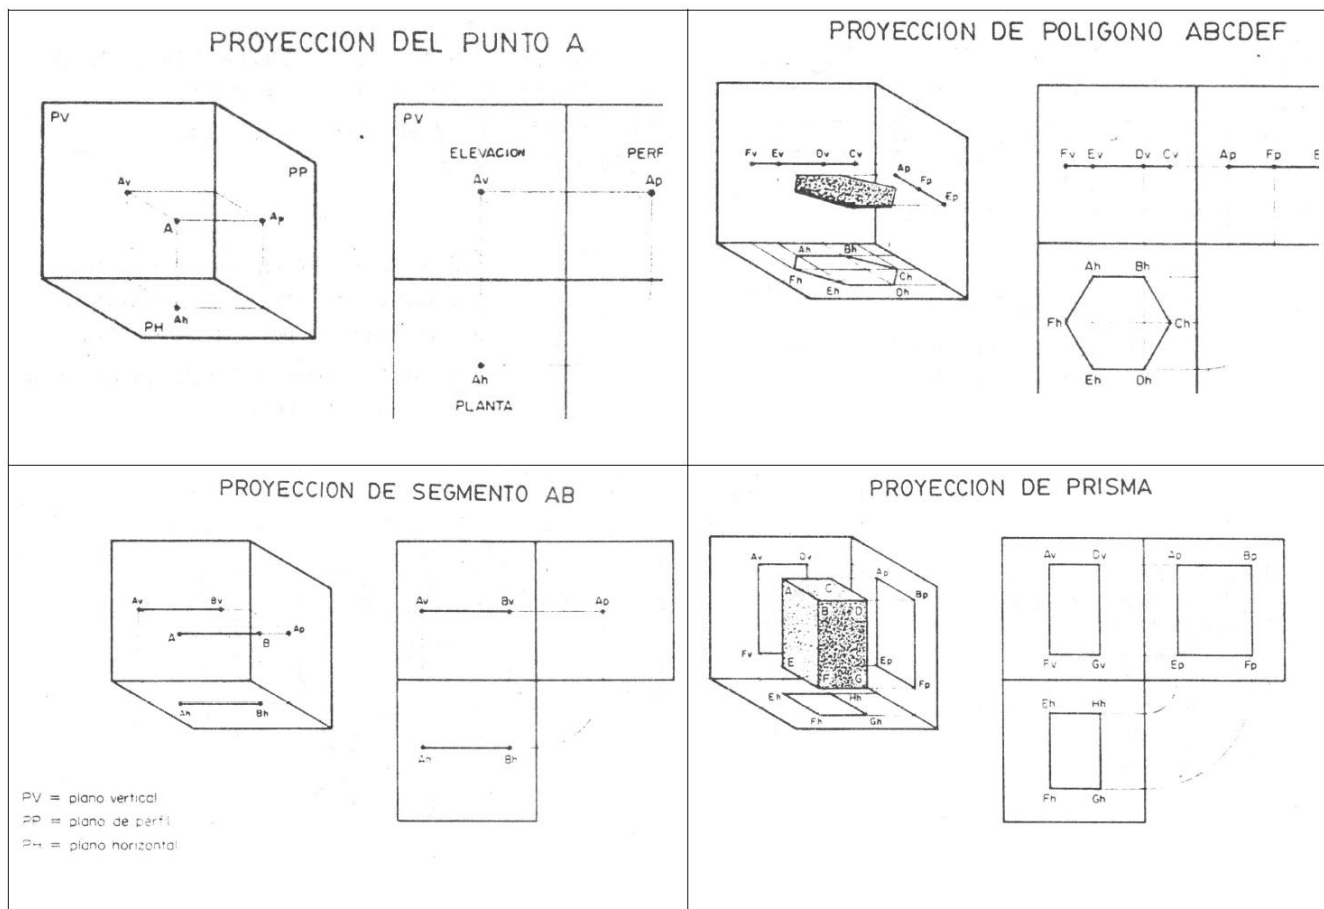 PROYECCION DEL PUNTO A
PV
PP
Av
A
Ap
Ah
PH
PV
ELEVACION
PERF
Av
Ap
Ah
PLANTA
PROYECCION DE POLIGONO ABCDEF
Fv Ev Dv Cv
Ap
Fp
Ep
Ah Bh
Fh Ch
Eh Dh
Fv Ev Dv Cv Ap Fp E
Ah Bh
Fh Ch
Eh Dh
PROYECCION DE SEGMENTO AB
Av Bv
A B Ap
Ah Bh
Av Bv Ap
Ah Bh
PV = plano vertical
PP = plano de perfil
PH = plano horizontal
PROYECCION DE PRISMA
Av Dv
Ap
A C
B D
Bp
Fv
E
Ep
F G
Fp
Eh Hh
Fh Gh
Av Dv Ap Bp
Fv Gv Ep Fp
Eh Hh
Fh Gh